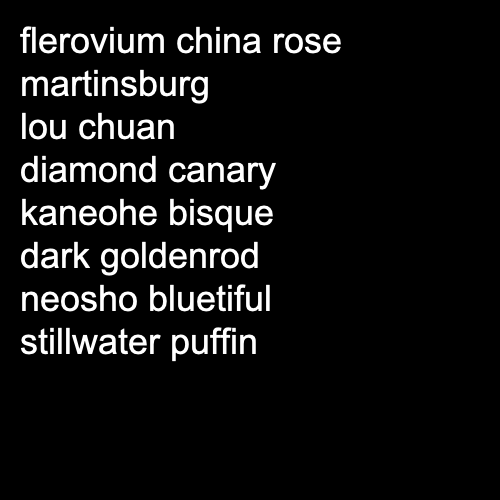 flerovium china rose
martinsburg
lou chuan
diamond canary
kaneohe bisque
dark goldenrod
neosho bluetiful
stillwater puffin